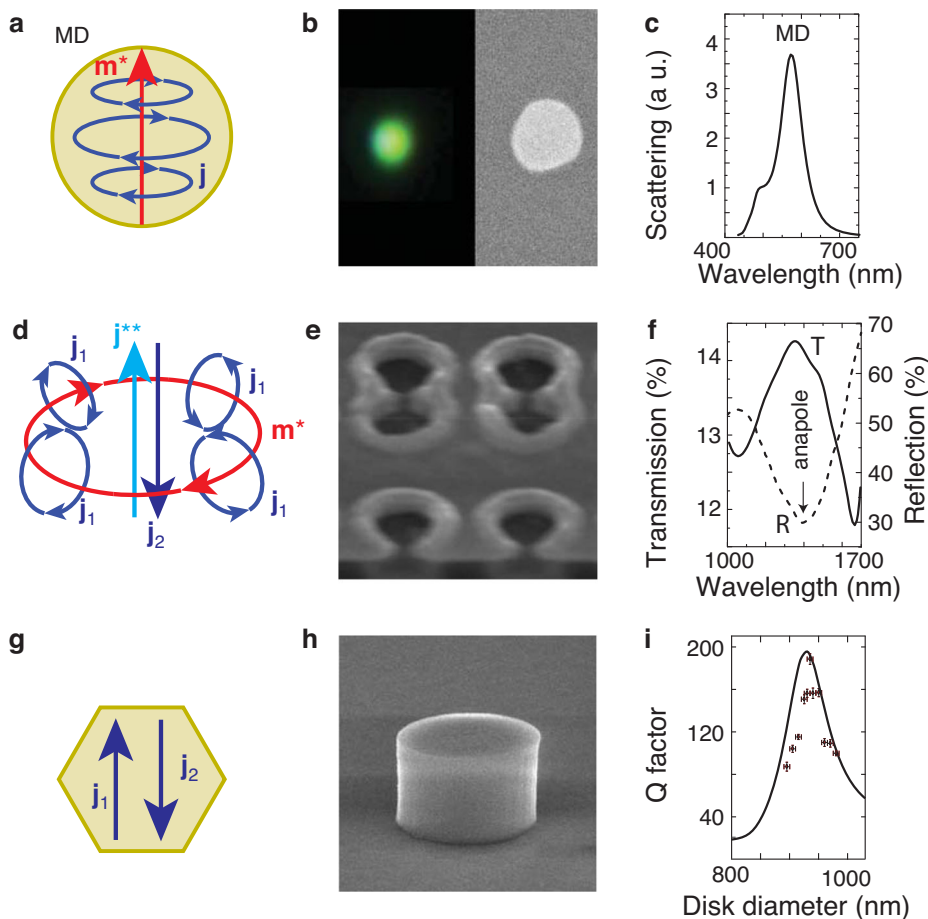 a
MD
m*
j
b
c
MD
Scattering (a u.)
4
3
2
1
400
700
Wavelength (nm)
d
j**
j₁
j₁
m*
j₁
j₁
j₂
e
f
Transmission (%)
14
13
12
T
anapole
R
70
60
50
40
30
Reflection (%)
1000
1700
Wavelength (nm)
g
j₁
j₂
h
i
Q factor
200
120
40
800
1000
Disk diameter (nm)